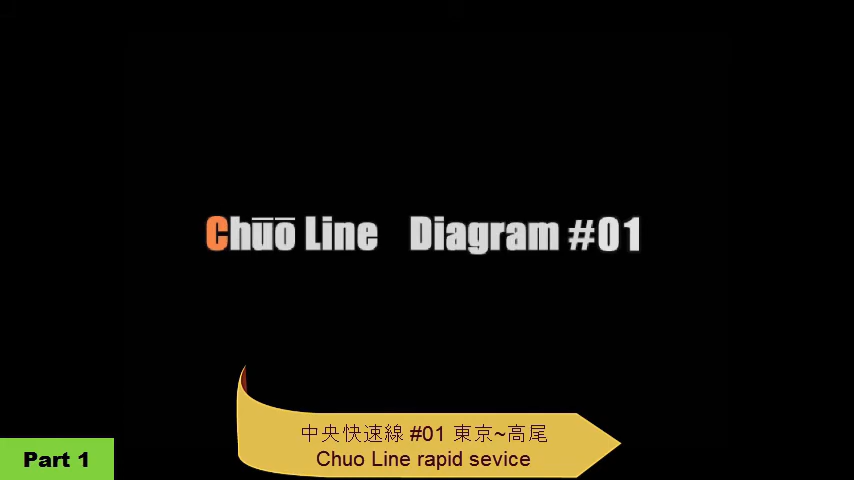 Chūō Line Diagram #01
中央快速線 #01 東京~高尾
Chuo Line rapid sevice
Part 1